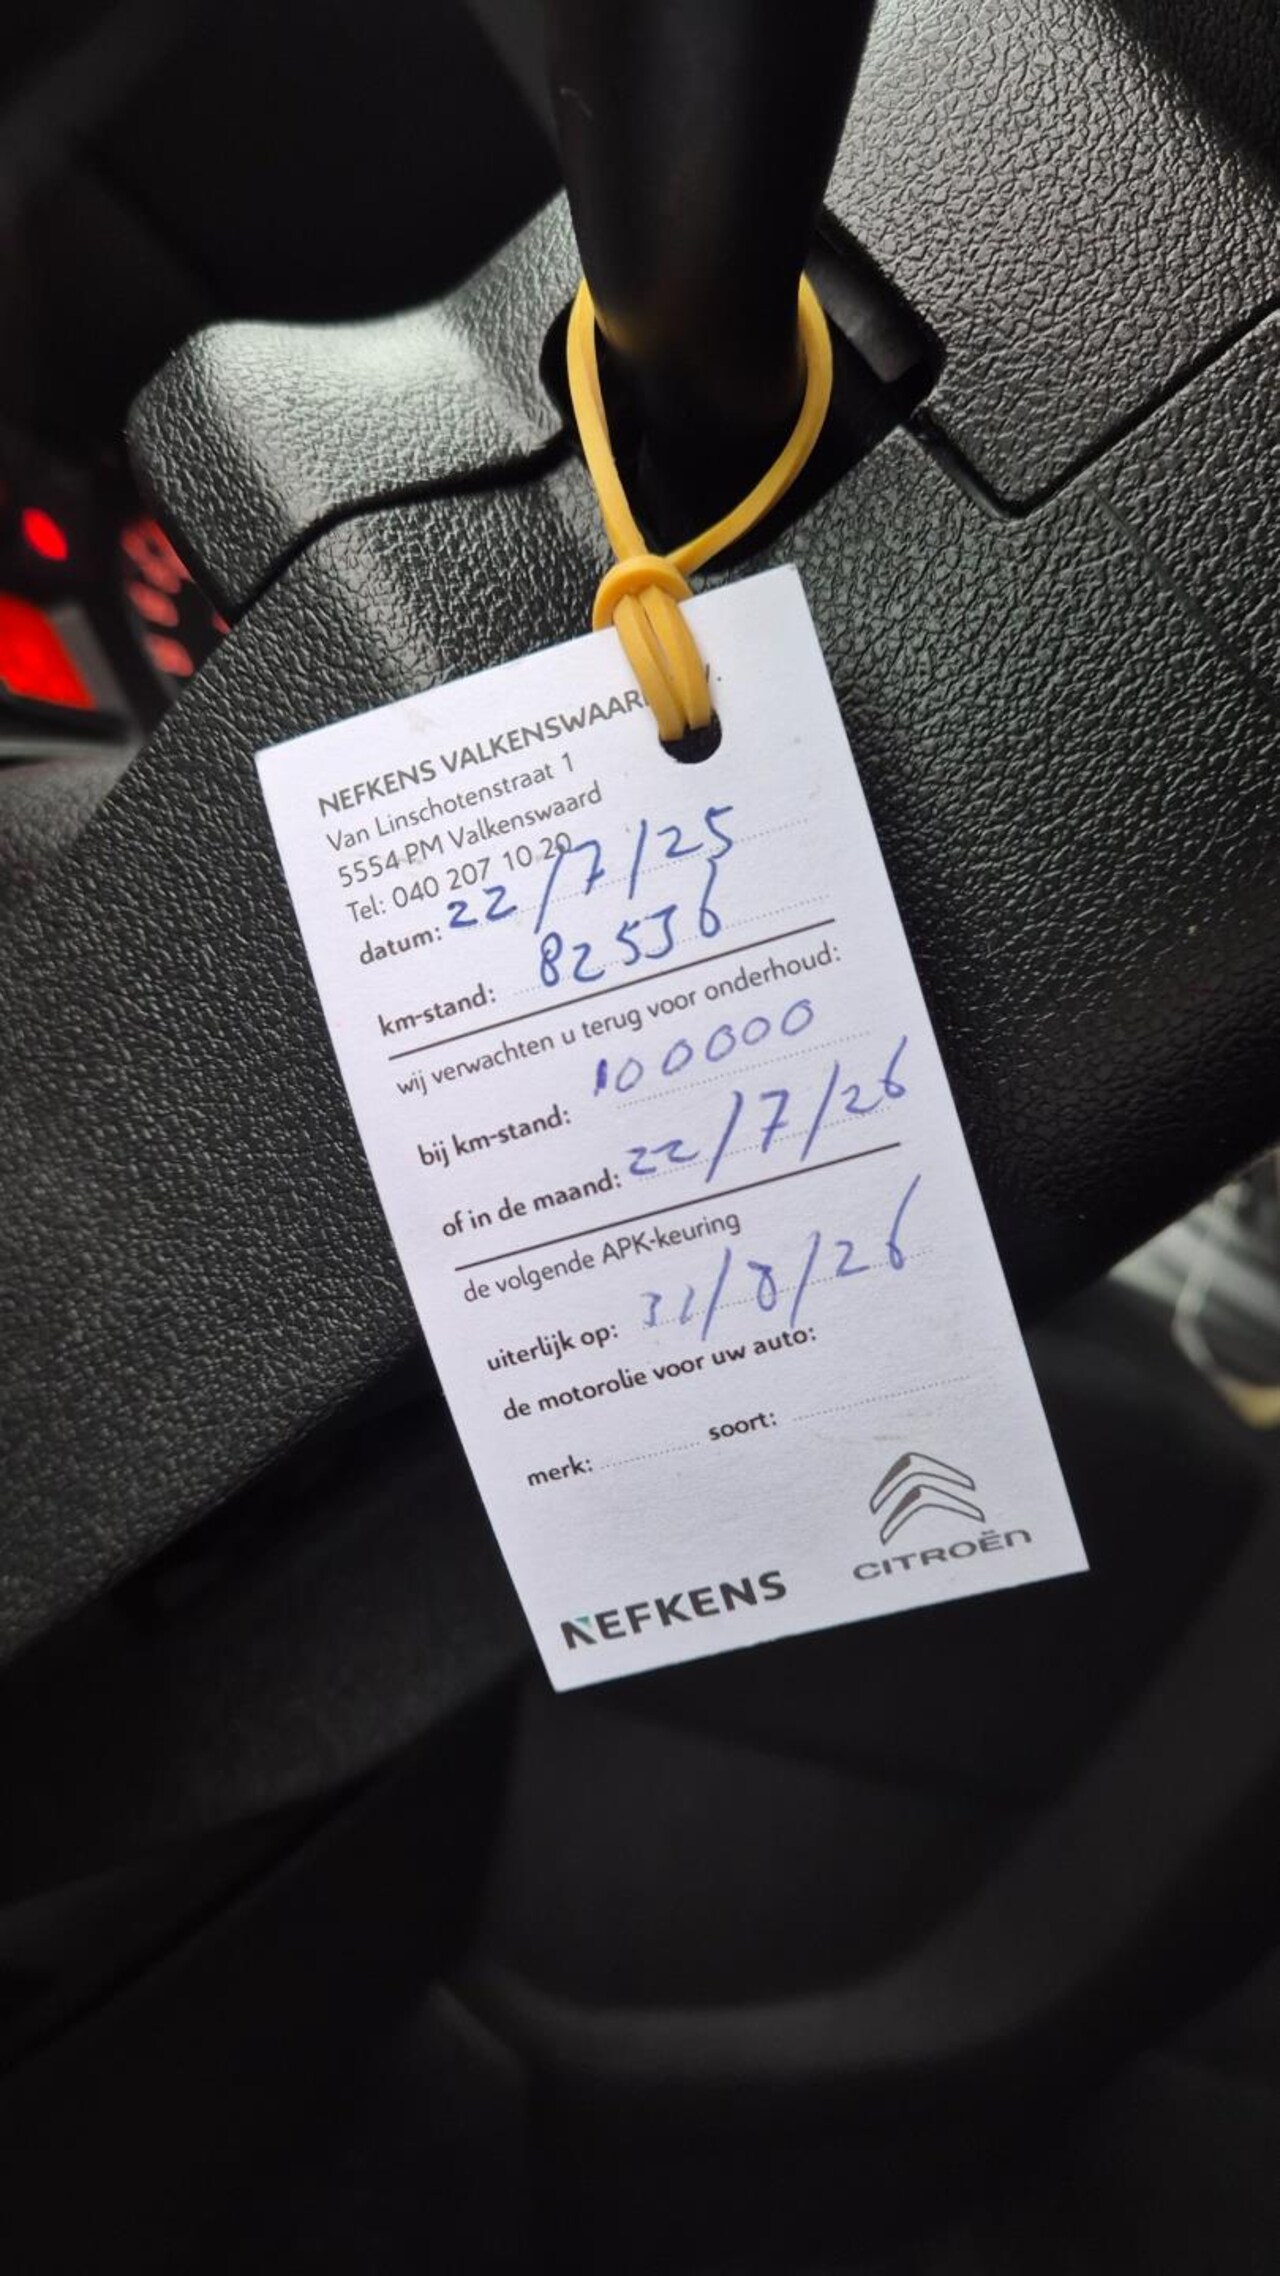 NEFKENS VALKENSWAARD
Van Linschotenstraat 1
5554 PM Valkenswaard
Tel: 040 207 10 20
datum: 22/7/25
km-stand: 82536
wij verwachten u terug voor onderhoud:
bij km-stand: 100000
of in de maand: 22/7/26
de volgende APK-keuring
uiterlijk op: 31/8/26
de motorolie voor uw auto:
merk: soort:
NEFKENS CITROËN